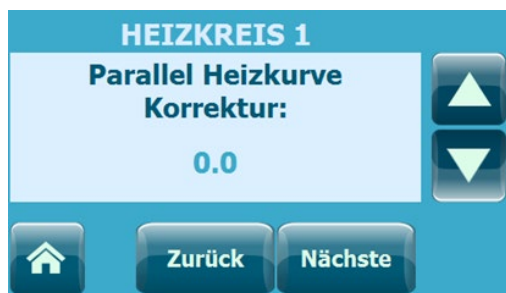 HEIZKREIS 1
Parallel Heizkurve
Korrektur:
0.0
Zurück Nächste